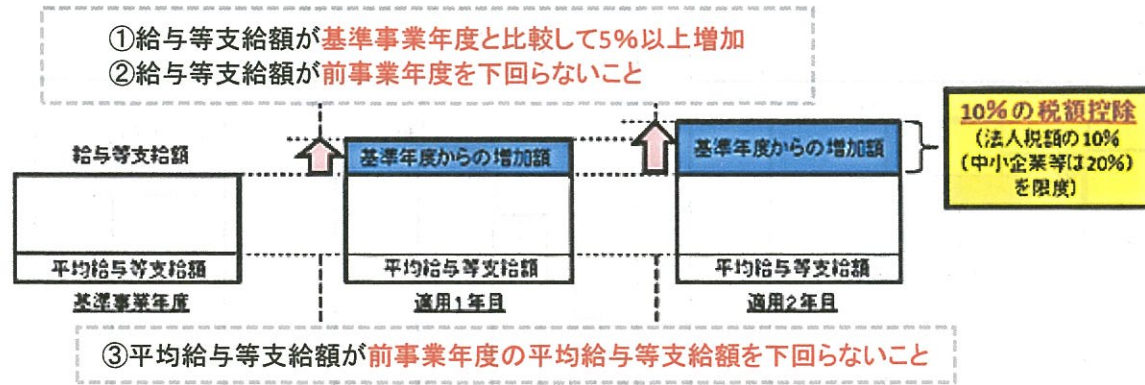 ①給与等支給額が基準事業年度と比較して5%以上増加
②給与等支給額が前事業年度を下回らないこと
給与等支給額
基準年度からの増加額
基準年度からの増加額
10%の税額控除
(法人税額の10%
(中小企業等は20%)
を限度)
平均給与等支給額
平均給与等支給額
平均給与等支給額
基準事業年度
適用1年目
適用2年目
③平均給与等支給額が前事業年度の平均給与等支給額を下回らないこと